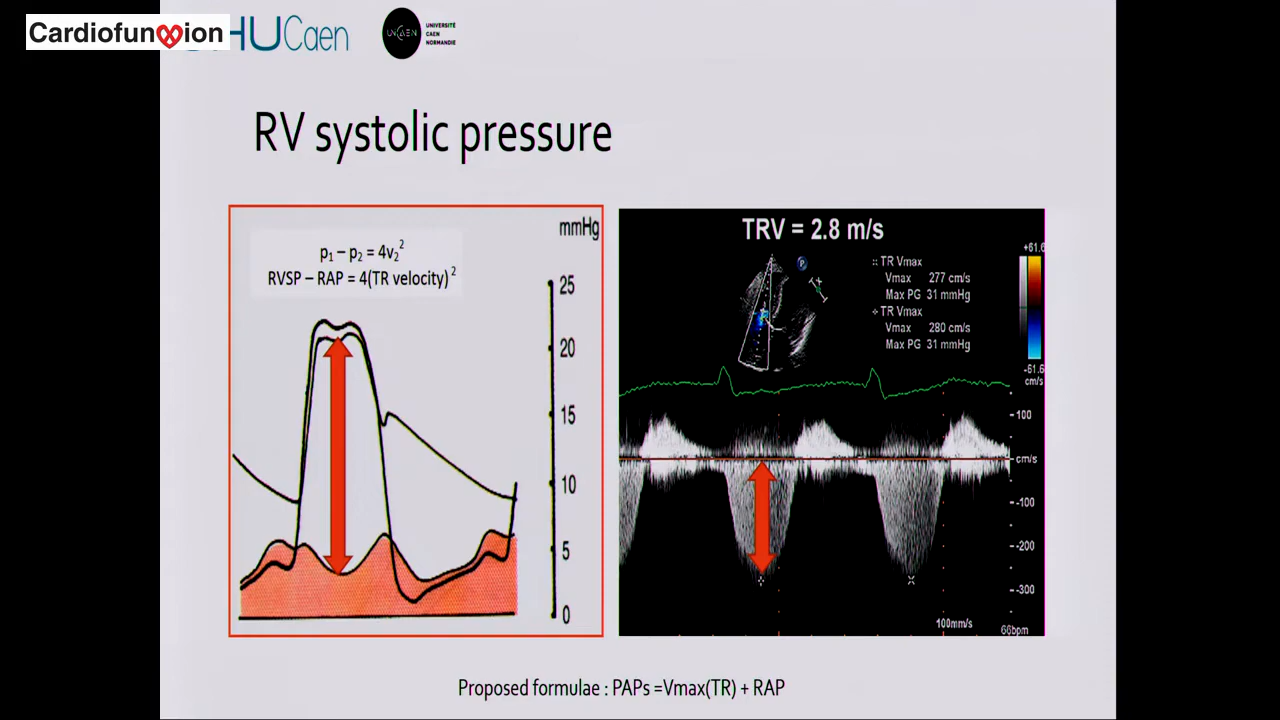 Cardiofunxion
HUCaen
UNCAEN
UNIVERSITÉ
CAEN
NORMANDIE
RV systolic pressure
mmHg
p₁ – p₂ = 4v₂²
RVSP – RAP = 4(TR velocity)²
25
20
15
10
5
0
TRV = 2.8 m/s
P
TR Vmax
Vmax 277 cm/s
Max PG 31 mmHg
TR Vmax
Vmax 280 cm/s
Max PG 31 mmHg
+61.6
-61.6
cm/s
100
cm/s
-100
-200
-300
100mm/s
66bpm
Proposed formulae : PAPs =Vmax(TR) + RAP